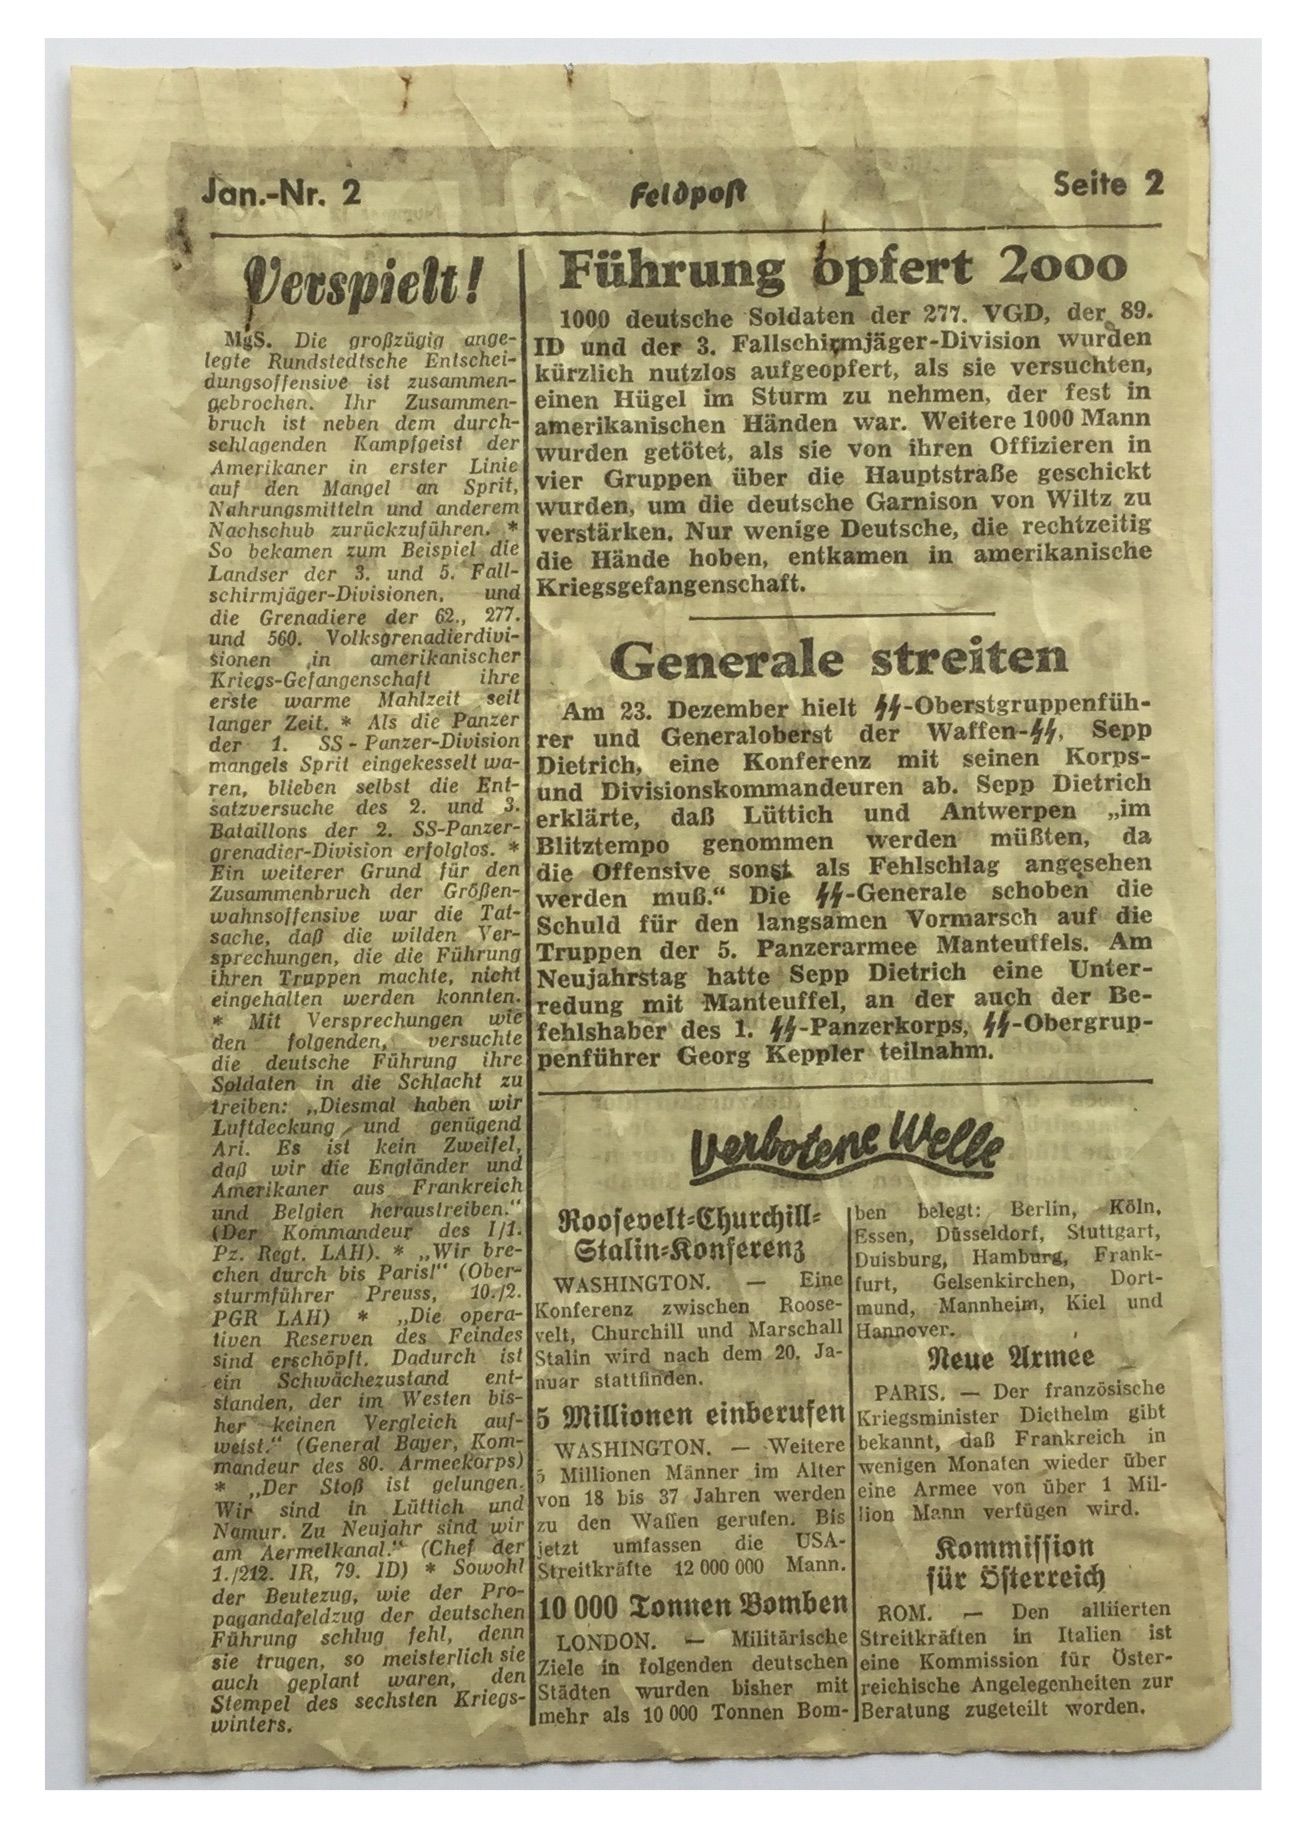 Jan.-Nr. 2
Feldpost
Seite 2
Verspielt!
MgS. Die großzügig ange-
legte Rundstedtsche Entschei-
dungsoffensive ist zusammen-
gebrochen. Ihr Zusammen-
bruch ist neben dem durch-
schlagenden Kampfgeist der
Amerikaner in erster Linie
auf den Mangel an Sprit,
Nahrungsmitteln und anderem
Nachschub zurückzuführen. *
So bekamen zum Beispiel die
Landser der 3. und 5. Fall-
schirmjäger-Divisionen, und
die Grenadiere der 62., 277.
und 560. Volksgrenadierdivi-
sionen in amerikanischer
Kriegs-Gefangenschaft ihre
erste warme Mahlzeit seit
langer Zeit. * Als die Panzer
der 1. SS - Panzer-Division
mangels Sprit eingekesselt wa-
ren, blieben selbst die Ent-
satzversuche des 2. und 3.
Bataillons der 2. SS-Panzer-
grenadier-Division erfolglos. *
Ein weiterer Grund für den
Zusammenbruch der Größen-
wahnsoffensive war die Tat-
sache, daß die wilden Ver-
sprechungen, die die Führung
ihren Truppen machte, nicht
eingehalten werden konnten.
* Mit Versprechungen wie
den folgenden, versuchte
die deutsche Führung ihre
Soldaten in die Schlacht zu
treiben: „Diesmal haben wir
Luftdeckung und genügend
Ari. Es ist kein Zweifel,
daß wir die Engländer und
Amerikaner aus Frankreich
und Belgien heraustreiben.“
(Der Kommandeur des I/1.
Pz. Regt. LAH). * „Wir bre-
chen durch bis Paris!“ (Ober-
sturmführer Preuss, 10./2.
PGR LAH) * „Die opera-
tiven Reserven des Feindes
sind erschöpft. Dadurch ist
ein Schwächezustand ent-
standen, der im Westen bis-
her keinen Vergleich auf-
weist.“ (General Bayer, Kom-
mandeur des 80. Armeekorps)
* „Der Stoß ist gelungen.
Wir sind in Lüttich und
Namur. Zu Neujahr sind wir
am Aermelkanal.“ (Chef der
1./212. IR, 79. ID) * Sowohl
der Beutezug, wie der Pro-
pagandafeldzug der deutschen
Führung schlug fehl, denn
sie trugen, so meisterlich sie
auch geplant waren, den
Stempel des sechsten Kriegs-
winters.
Führung opfert 2000
1000 deutsche Soldaten der 277. VGD, der 89.
ID und der 3. Fallschirmjäger-Division wurden
kürzlich nutzlos aufgeopfert, als sie versuchten,
einen Hügel im Sturm zu nehmen, der fest in
amerikanischen Händen war. Weitere 1000 Mann
wurden getötet, als sie von ihren Offizieren in
vier Gruppen über die Hauptstraße geschickt
wurden, um die deutsche Garnison von Wiltz zu
verstärken. Nur wenige Deutsche, die rechtzeitig
die Hände hoben, entkamen in amerikanische
Kriegsgefangenschaft.
Generale streiten
Am 23. Dezember hielt SS-Oberstgruppenfüh-
rer und Generaloberst der Waffen-SS, Sepp
Dietrich, eine Konferenz mit seinen Korps-
und Divisionskommandeuren ab. Sepp Dietrich
erklärte, daß Lüttich und Antwerpen „im
Blitztempo genommen werden müßten, da
die Offensive sonst als Fehlschlag angesehen
werden muß.“ Die SS-Generale schoben die
Schuld für den langsamen Vormarsch auf die
Truppen der 5. Panzerarmee Manteuffels. Am
Neujahrstag hatte Sepp Dietrich eine Unter-
redung mit Manteuffel, an der auch der Be-
fehlshaber des 1. SS-Panzerkorps, SS-Obergrup-
penführer Georg Keppler teilnahm.
Verbotene Welle
Roosevelt-Churchill-
Stalin-Konferenz
WASHINGTON. — Eine
Konferenz zwischen Roose-
velt, Churchill und Marschall
Stalin wird nach dem 20. Ja-
nuar stattfinden.
5 Millionen einberufen
WASHINGTON. — Weitere
5 Millionen Männer im Alter
von 18 bis 37 Jahren werden
zu den Waffen gerufen. Bis
jetzt umfassen die USA-
Streitkräfte 12 000 000 Mann.
10 000 Tonnen Bomben
LONDON. — Militärische
Ziele in folgenden deutschen
Städten wurden bisher mit
mehr als 10 000 Tonnen Bom-
ben belegt: Berlin, Köln,
Essen, Düsseldorf, Stuttgart,
Duisburg, Hamburg, Frank-
furt, Gelsenkirchen, Dort-
mund, Mannheim, Kiel und
Hannover.
Neue Armee
PARIS. — Der französische
Kriegsminister Diethelm gibt
bekannt, daß Frankreich in
wenigen Monaten wieder über
eine Armee von über 1 Mil-
lion Mann verfügen wird.
Kommission
für Österreich
ROM. — Den alliierten
Streitkräften in Italien ist
eine Kommission für Öster-
reichische Angelegenheiten zur
Beratung zugeteilt worden.